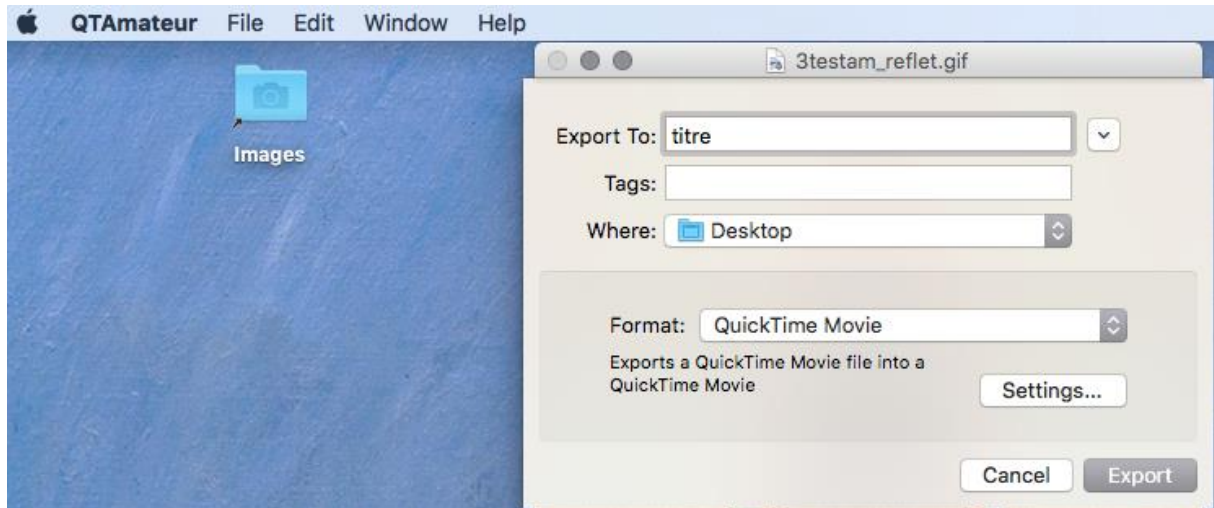 QTAmateur File Edit Window Help
Images
3testam_reflet.gif
Export To: titre
Tags:
Where: Desktop
Format: QuickTime Movie
Exports a QuickTime Movie file into a
QuickTime Movie
Settings...
Cancel Export